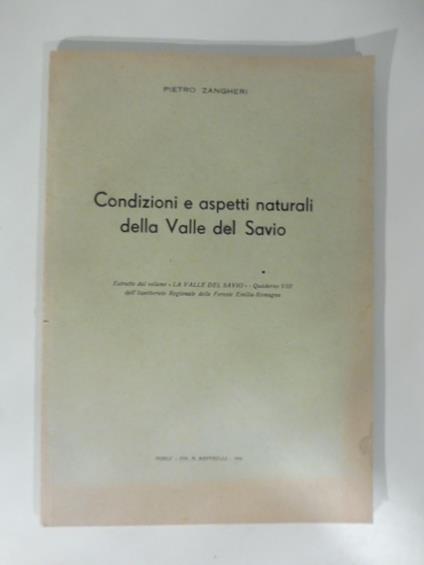 PIETRO ZANGHERI
Condizioni e aspetti naturali
della Valle del Savio
Estratto dal volume « LA VALLE DEL SAVIO » - Quaderno VIII
dell'Ispettorato Regionale delle Foreste Emilia-Romagna
FORLÌ -